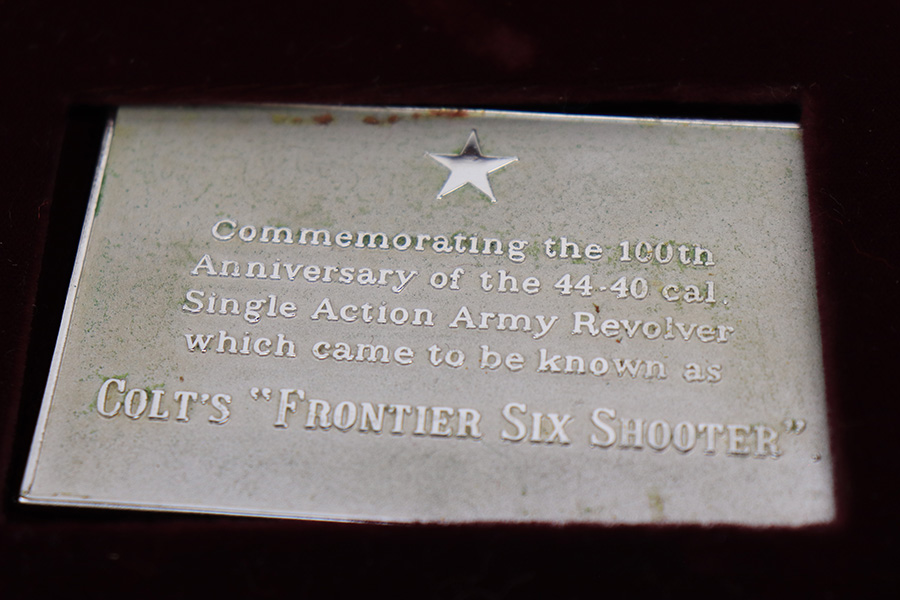 Commemorating the 100th
Anniversary of the 44-40 cal.
Single Action Army Revolver
which came to be known as
COLT'S "FRONTIER SIX SHOOTER".